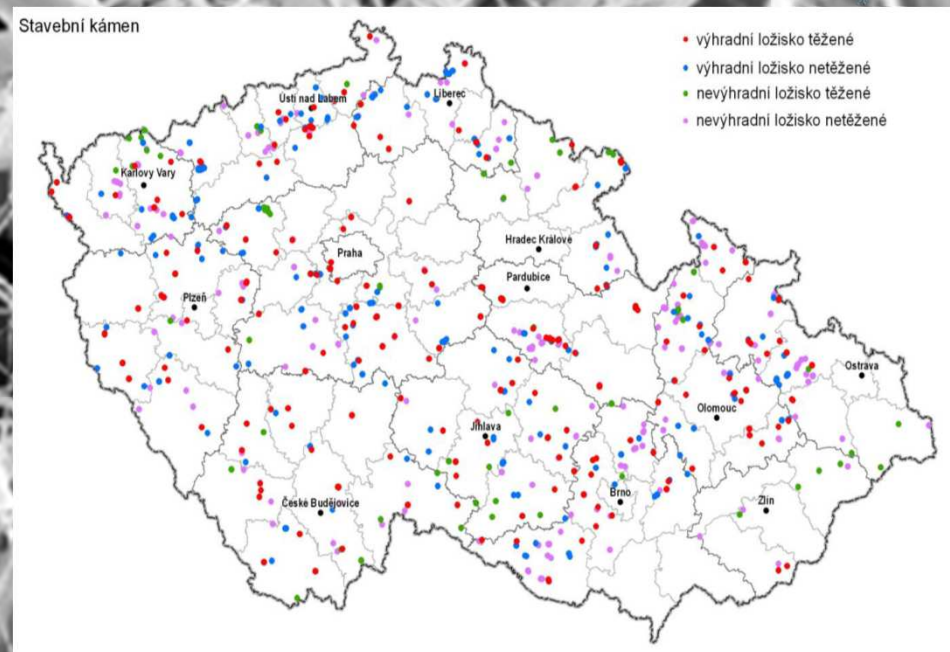 Stavební kámen
výhradní ložisko těžené
výhradní ložisko netěžené
nevýhradní ložisko těžené
nevýhradní ložisko netěžené
Ústí nad Labem
Liberec
Karlovy Vary
Hradec Králové
Praha
Pardubice
Plzeň
Ostrava
Olomouc
Jihlava
Brno
Zlín
České Budějovice